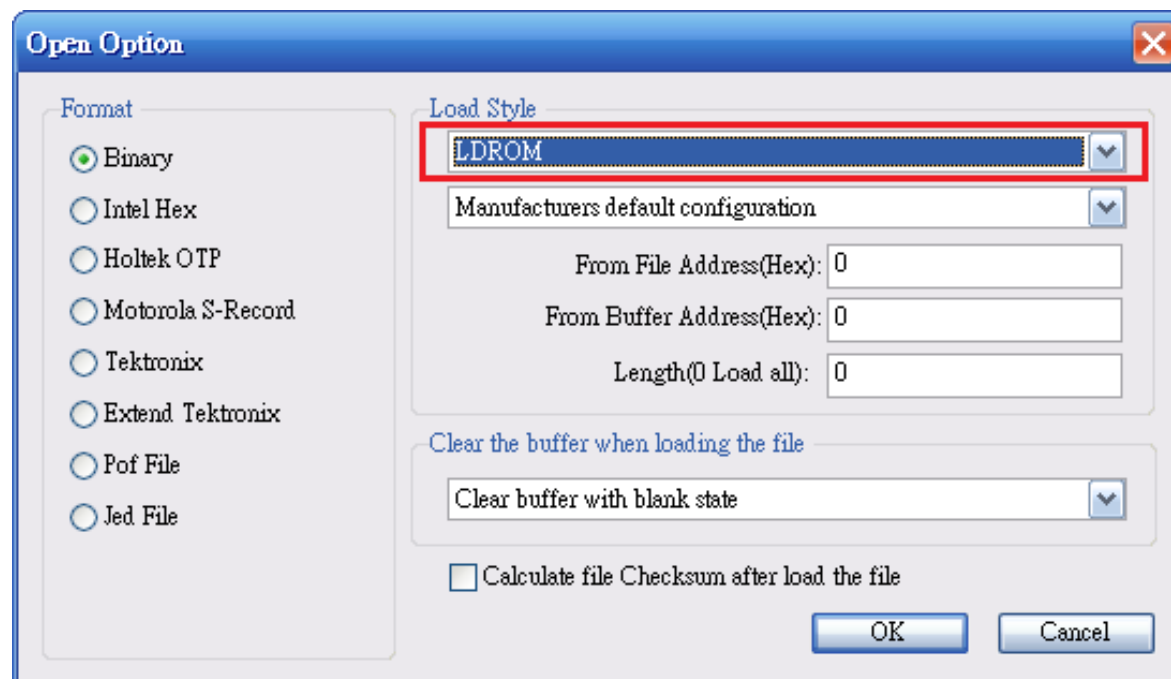 Open Option
Format
Binary
Intel Hex
Holtek OTP
Motorola S-Record
Tektronix
Extend Tektronix
Pof File
Jed File
Load Style
LDROM
Manufacturers default configuration
From File Address(Hex): 0
From Buffer Address(Hex): 0
Length(0 Load all): 0
Clear the buffer when loading the file
Clear buffer with blank state
Calculate file Checksum after load the file
OK Cancel